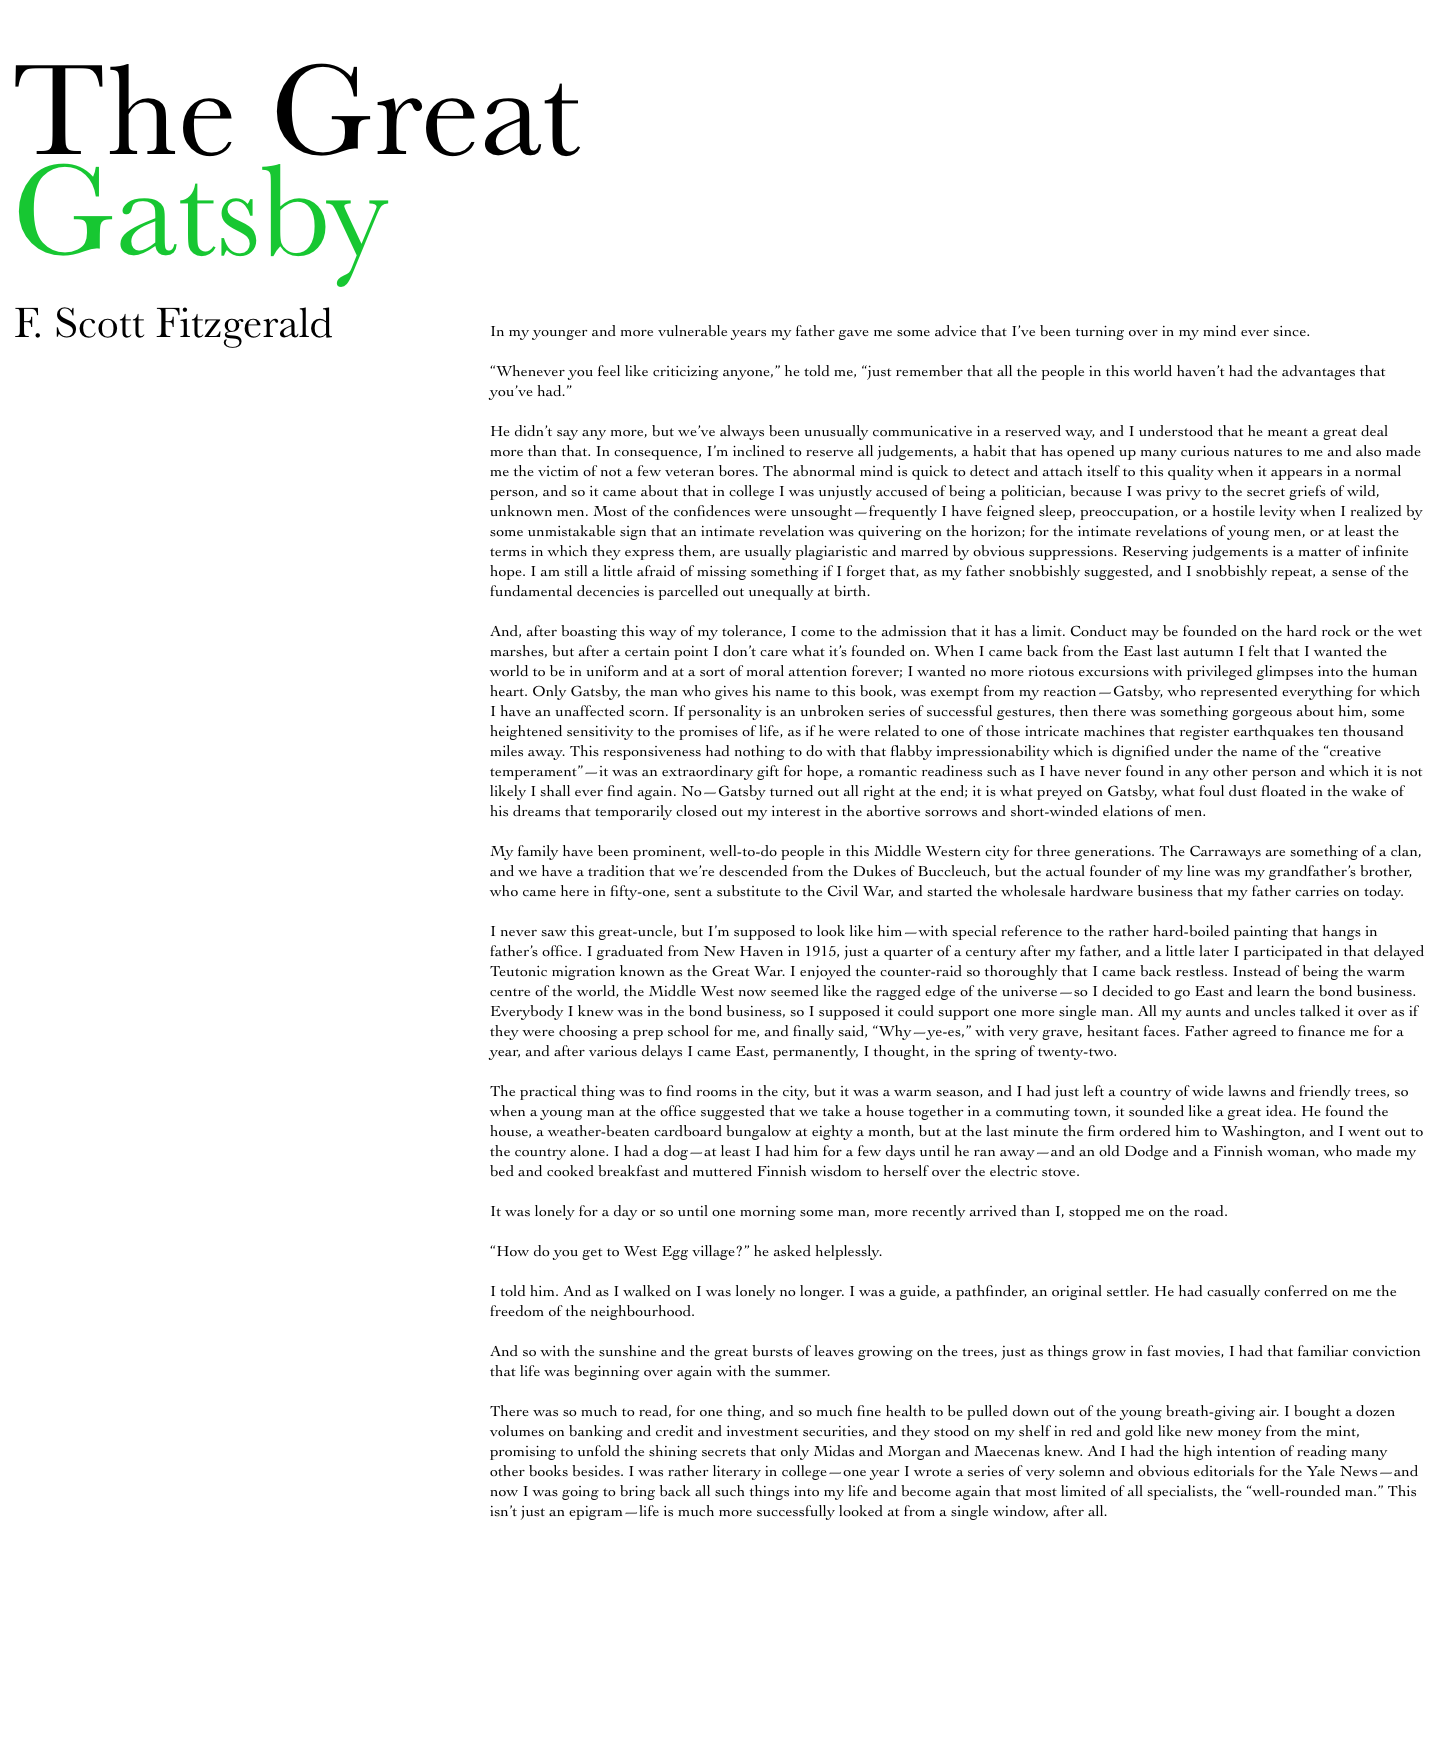 The Great
Gatsby
F. Scott Fitzgerald
In my younger and more vulnerable years my father gave me some advice that I’ve been turning over in my mind ever since.
“Whenever you feel like criticizing anyone,” he told me, “just remember that all the people in this world haven’t had the advantages that
you’ve had.”
He didn’t say any more, but we’ve always been unusually communicative in a reserved way, and I understood that he meant a great deal
more than that. In consequence, I’m inclined to reserve all judgements, a habit that has opened up many curious natures to me and also made
me the victim of not a few veteran bores. The abnormal mind is quick to detect and attach itself to this quality when it appears in a normal
person, and so it came about that in college I was unjustly accused of being a politician, because I was privy to the secret griefs of wild,
unknown men. Most of the confidences were unsought—frequently I have feigned sleep, preoccupation, or a hostile levity when I realized by
some unmistakable sign that an intimate revelation was quivering on the horizon; for the intimate revelations of young men, or at least the
terms in which they express them, are usually plagiaristic and marred by obvious suppressions. Reserving judgements is a matter of infinite
hope. I am still a little afraid of missing something if I forget that, as my father snobbishly suggested, and I snobbishly repeat, a sense of the
fundamental decencies is parcelled out unequally at birth.
And, after boasting this way of my tolerance, I come to the admission that it has a limit. Conduct may be founded on the hard rock or the wet
marshes, but after a certain point I don’t care what it’s founded on. When I came back from the East last autumn I felt that I wanted the
world to be in uniform and at a sort of moral attention forever; I wanted no more riotous excursions with privileged glimpses into the human
heart. Only Gatsby, the man who gives his name to this book, was exempt from my reaction—Gatsby, who represented everything for which
I have an unaffected scorn. If personality is an unbroken series of successful gestures, then there was something gorgeous about him, some
heightened sensitivity to the promises of life, as if he were related to one of those intricate machines that register earthquakes ten thousand
miles away. This responsiveness had nothing to do with that flabby impressionability which is dignified under the name of the “creative
temperament”—it was an extraordinary gift for hope, a romantic readiness such as I have never found in any other person and which it is not
likely I shall ever find again. No—Gatsby turned out all right at the end; it is what preyed on Gatsby, what foul dust floated in the wake of
his dreams that temporarily closed out my interest in the abortive sorrows and short-winded elations of men.
My family have been prominent, well-to-do people in this Middle Western city for three generations. The Carraways are something of a clan,
and we have a tradition that we’re descended from the Dukes of Buccleuch, but the actual founder of my line was my grandfather’s brother,
who came here in fifty-one, sent a substitute to the Civil War, and started the wholesale hardware business that my father carries on today.
I never saw this great-uncle, but I’m supposed to look like him—with special reference to the rather hard-boiled painting that hangs in
father’s office. I graduated from New Haven in 1915, just a quarter of a century after my father, and a little later I participated in that delayed
Teutonic migration known as the Great War. I enjoyed the counter-raid so thoroughly that I came back restless. Instead of being the warm
centre of the world, the Middle West now seemed like the ragged edge of the universe—so I decided to go East and learn the bond business.
Everybody I knew was in the bond business, so I supposed it could support one more single man. All my aunts and uncles talked it over as if
they were choosing a prep school for me, and finally said, “Why—ye-es,” with very grave, hesitant faces. Father agreed to finance me for a
year, and after various delays I came East, permanently, I thought, in the spring of twenty-two.
The practical thing was to find rooms in the city, but it was a warm season, and I had just left a country of wide lawns and friendly trees, so
when a young man at the office suggested that we take a house together in a commuting town, it sounded like a great idea. He found the
house, a weather-beaten cardboard bungalow at eighty a month, but at the last minute the firm ordered him to Washington, and I went out to
the country alone. I had a dog—at least I had him for a few days until he ran away—and an old Dodge and a Finnish woman, who made my
bed and cooked breakfast and muttered Finnish wisdom to herself over the electric stove.
It was lonely for a day or so until one morning some man, more recently arrived than I, stopped me on the road.
“How do you get to West Egg village?” he asked helplessly.
I told him. And as I walked on I was lonely no longer. I was a guide, a pathfinder, an original settler. He had casually conferred on me the
freedom of the neighbourhood.
And so with the sunshine and the great bursts of leaves growing on the trees, just as things grow in fast movies, I had that familiar conviction
that life was beginning over again with the summer.
There was so much to read, for one thing, and so much fine health to be pulled down out of the young breath-giving air. I bought a dozen
volumes on banking and credit and investment securities, and they stood on my shelf in red and gold like new money from the mint,
promising to unfold the shining secrets that only Midas and Morgan and Maecenas knew. And I had the high intention of reading many
other books besides. I was rather literary in college—one year I wrote a series of very solemn and obvious editorials for the Yale News—and
now I was going to bring back all such things into my life and become again that most limited of all specialists, the “well-rounded man.” This
isn’t just an epigram—life is much more successfully looked at from a single window, after all.